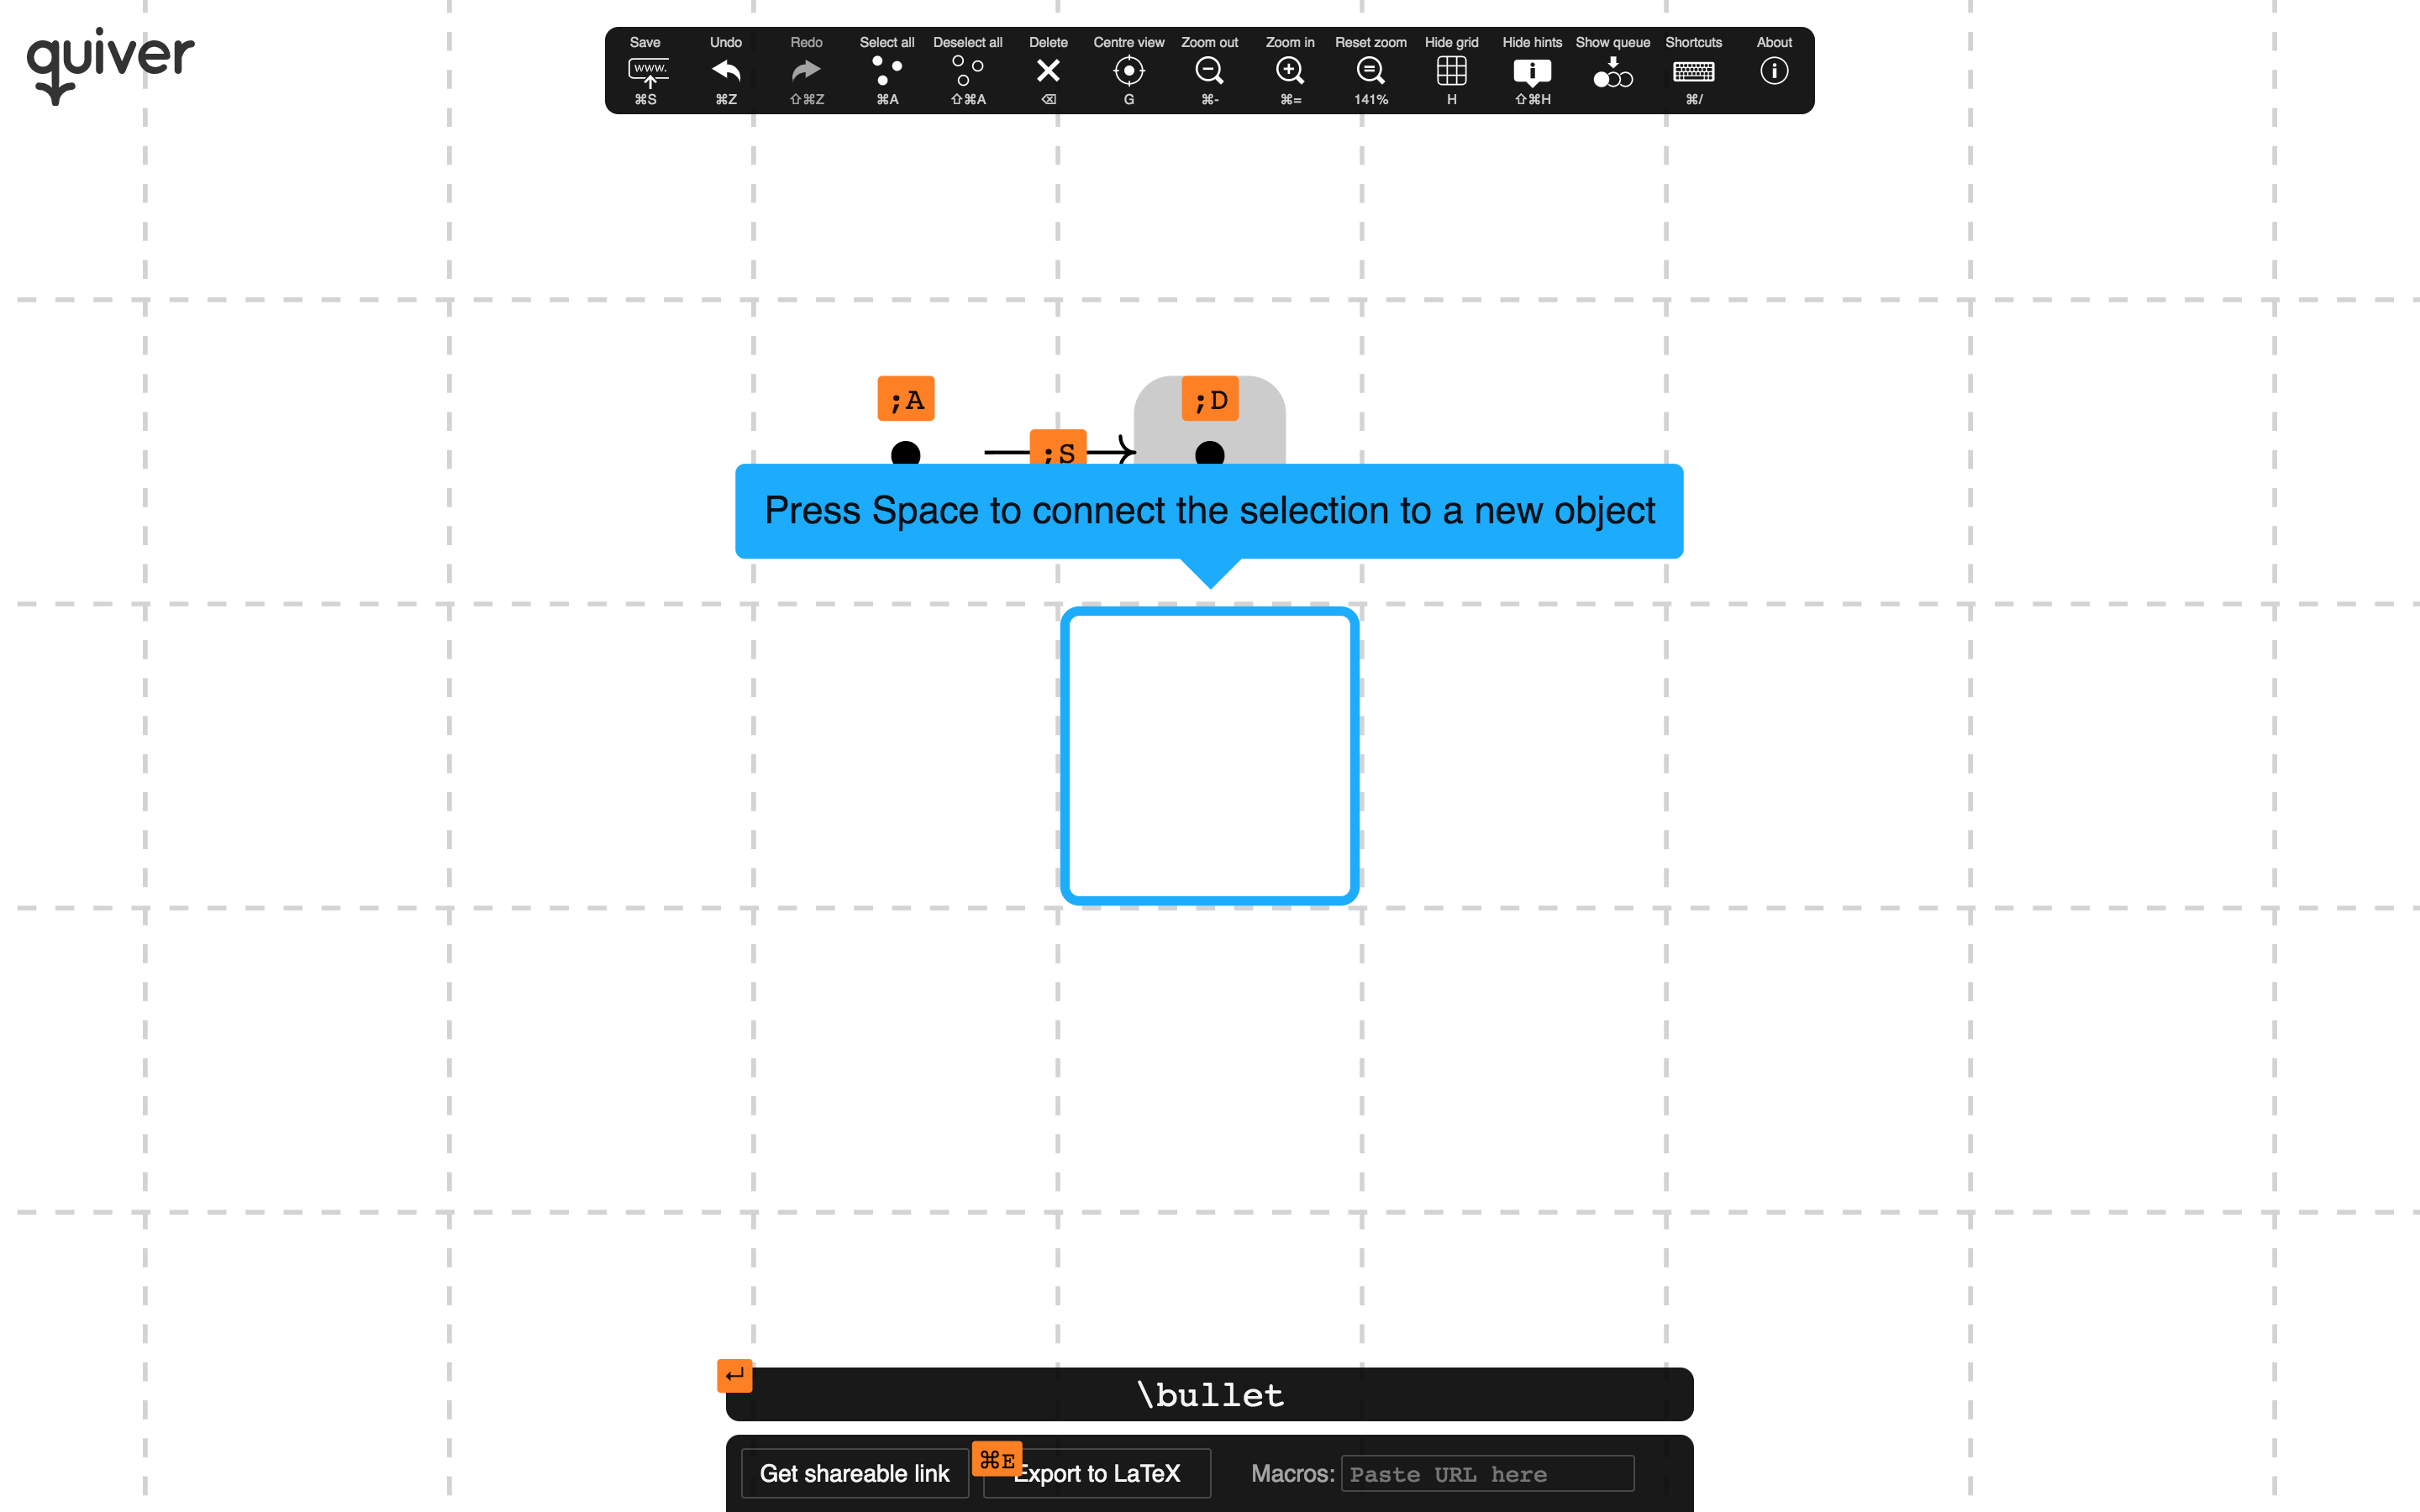 quiver
Save Undo Redo Select all Deselect all Delete Centre view Zoom out Zoom in Reset zoom Hide grid Hide hints Show queue Shortcuts About
www.
⌘S ⌘Z ⇧⌘Z ⌘A ⇧⌘A ⌫ G ⌘- ⌘= 141% H ⇧⌘H ⌘/
;A ;D
;S
Press Space to connect the selection to a new object
↵
\bullet
Get shareable link ⌘E Export to LaTeX Macros: Paste URL here